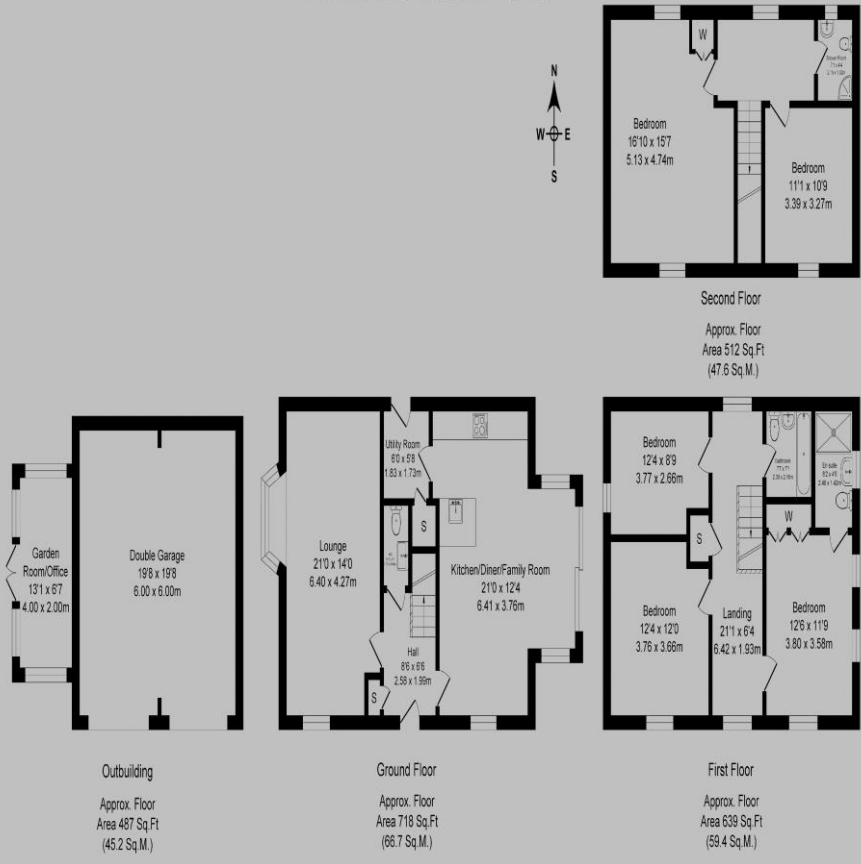 W
Bedroom
16'10 x 15'7
5.13 x 4.74m
Bedroom
11'1 x 10'9
3.39 x 3.27m
N
W E
S
Second Floor
Approx. Floor
Area 512 Sq.Ft
(47.6 Sq.M.)
Garden
Room/Office
13'1 x 6'7
4.00 x 2.00m
Double Garage
19'8 x 19'8
6.00 x 6.00m
Outbuilding
Approx. Floor
Area 487 Sq.Ft
(45.2 Sq.M.)
Utility Room
6'0 x 5'8
1.83 x 1.73m
S
Lounge
21'0 x 14'0
6.40 x 4.27m
Kitchen/Diner/Family Room
21'0 x 12'4
6.41 x 3.76m
Hall
8'6 x 6'6
2.58 x 1.99m
S
Ground Floor
Approx. Floor
Area 718 Sq.Ft
(66.7 Sq.M.)
Bedroom
12'4 x 8'9
3.77 x 2.66m
Bathroom
En-suite
W
S
Bedroom
12'4 x 12'0
3.76 x 3.66m
Landing
21'1 x 6'4
6.42 x 1.93m
Bedroom
12'6 x 11'9
3.80 x 3.58m
First Floor
Approx. Floor
Area 639 Sq.Ft
(59.4 Sq.M.)